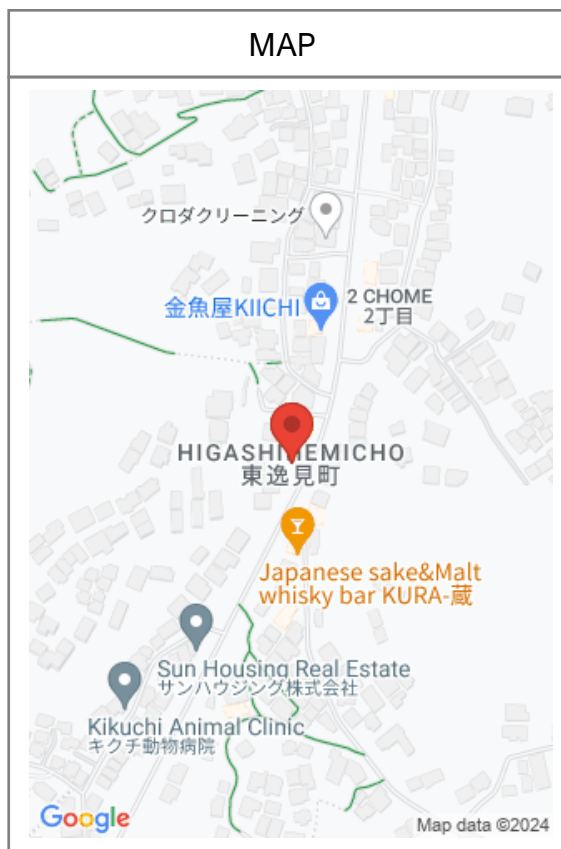 MAP
クロダクリーニング
金魚屋KIICHI
2 CHOME
2丁目
HIGASHIHEMICHO
東逸見町
Japanese sake&Malt
whisky bar KURA-蔵
Sun Housing Real Estate
サンハウジング株式会社
Kikuchi Animal Clinic
キクチ動物病院
Google
Map data ©2024